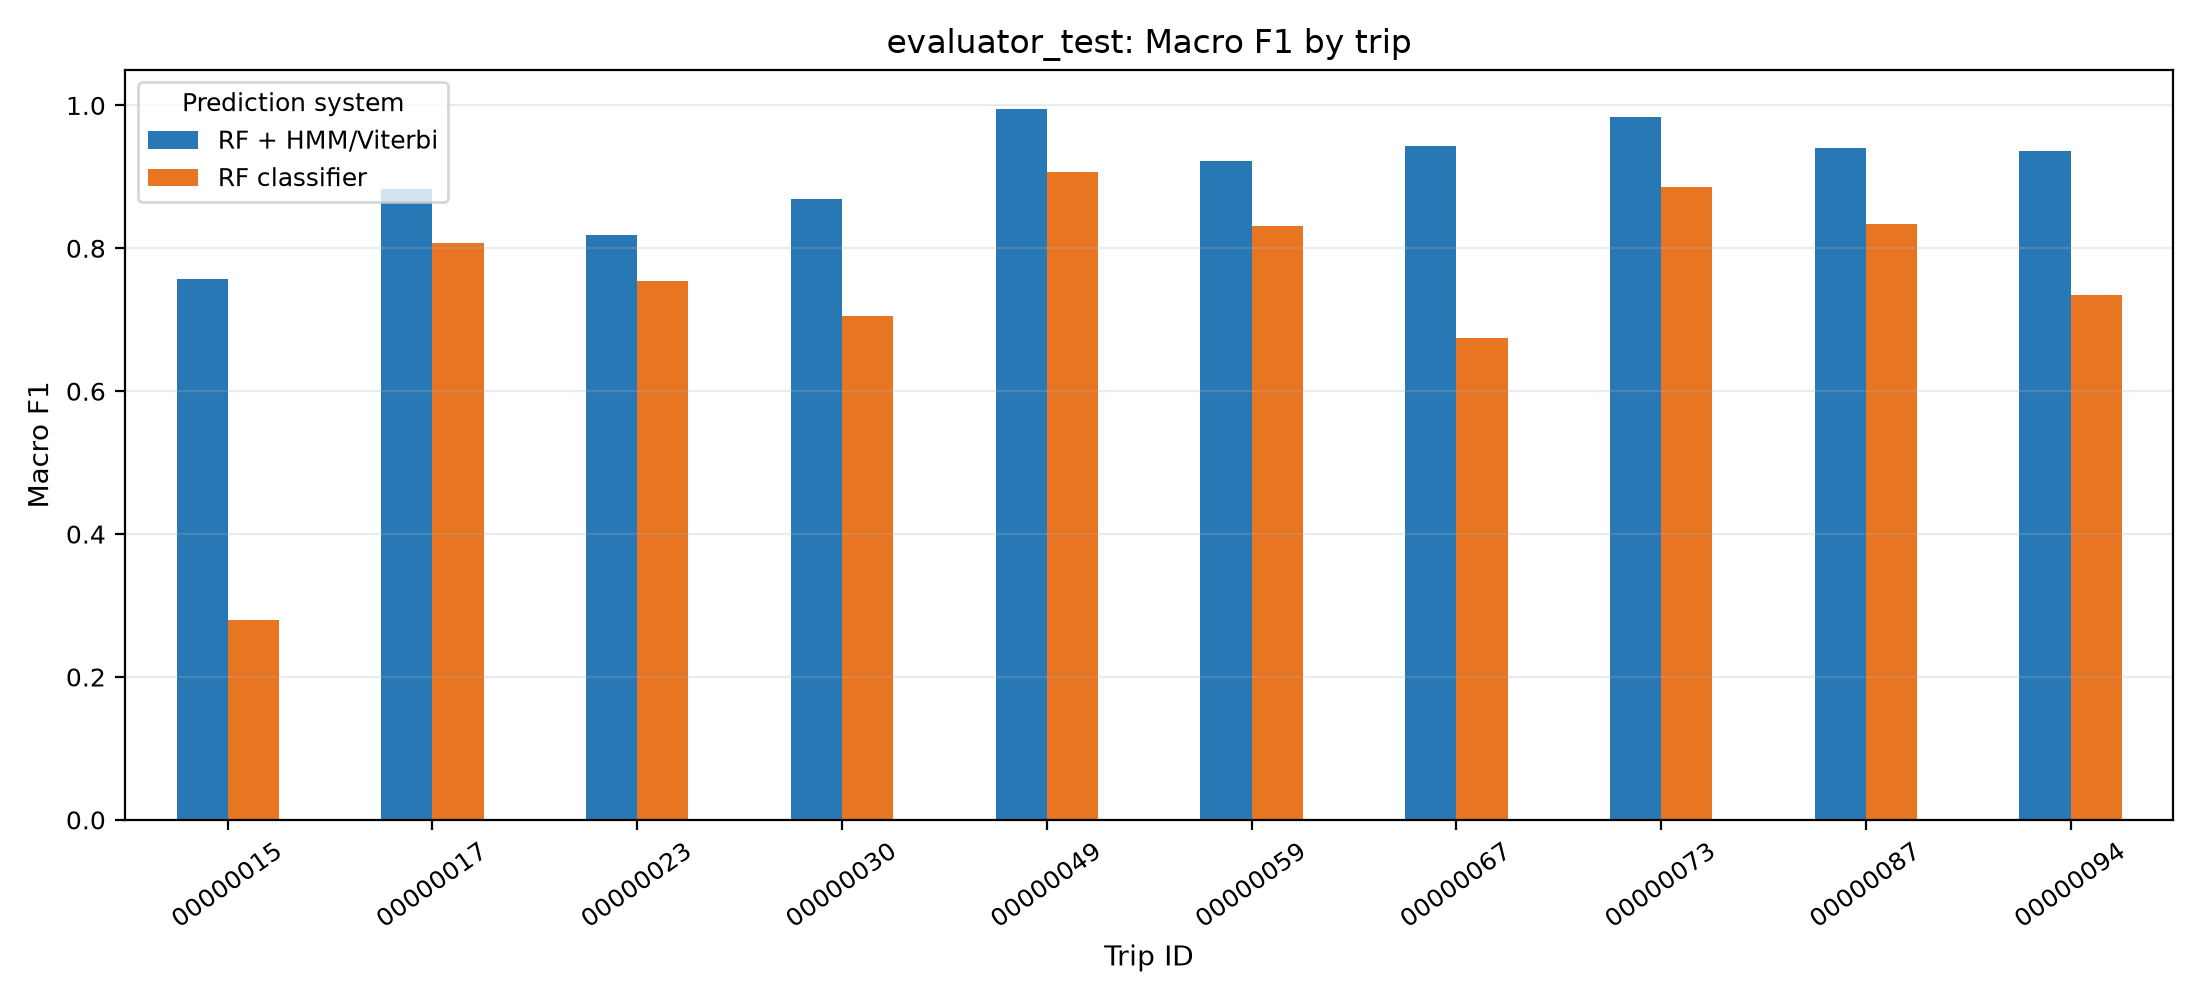 evaluator_test: Macro F1 by trip
Prediction system
RF + HMM/Viterbi
RF classifier
Macro F1
1.0
0.8
0.6
0.4
0.2
0.0
00000015
00000017
00000023
00000030
00000049
00000059
00000067
00000073
00000087
00000094
Trip ID